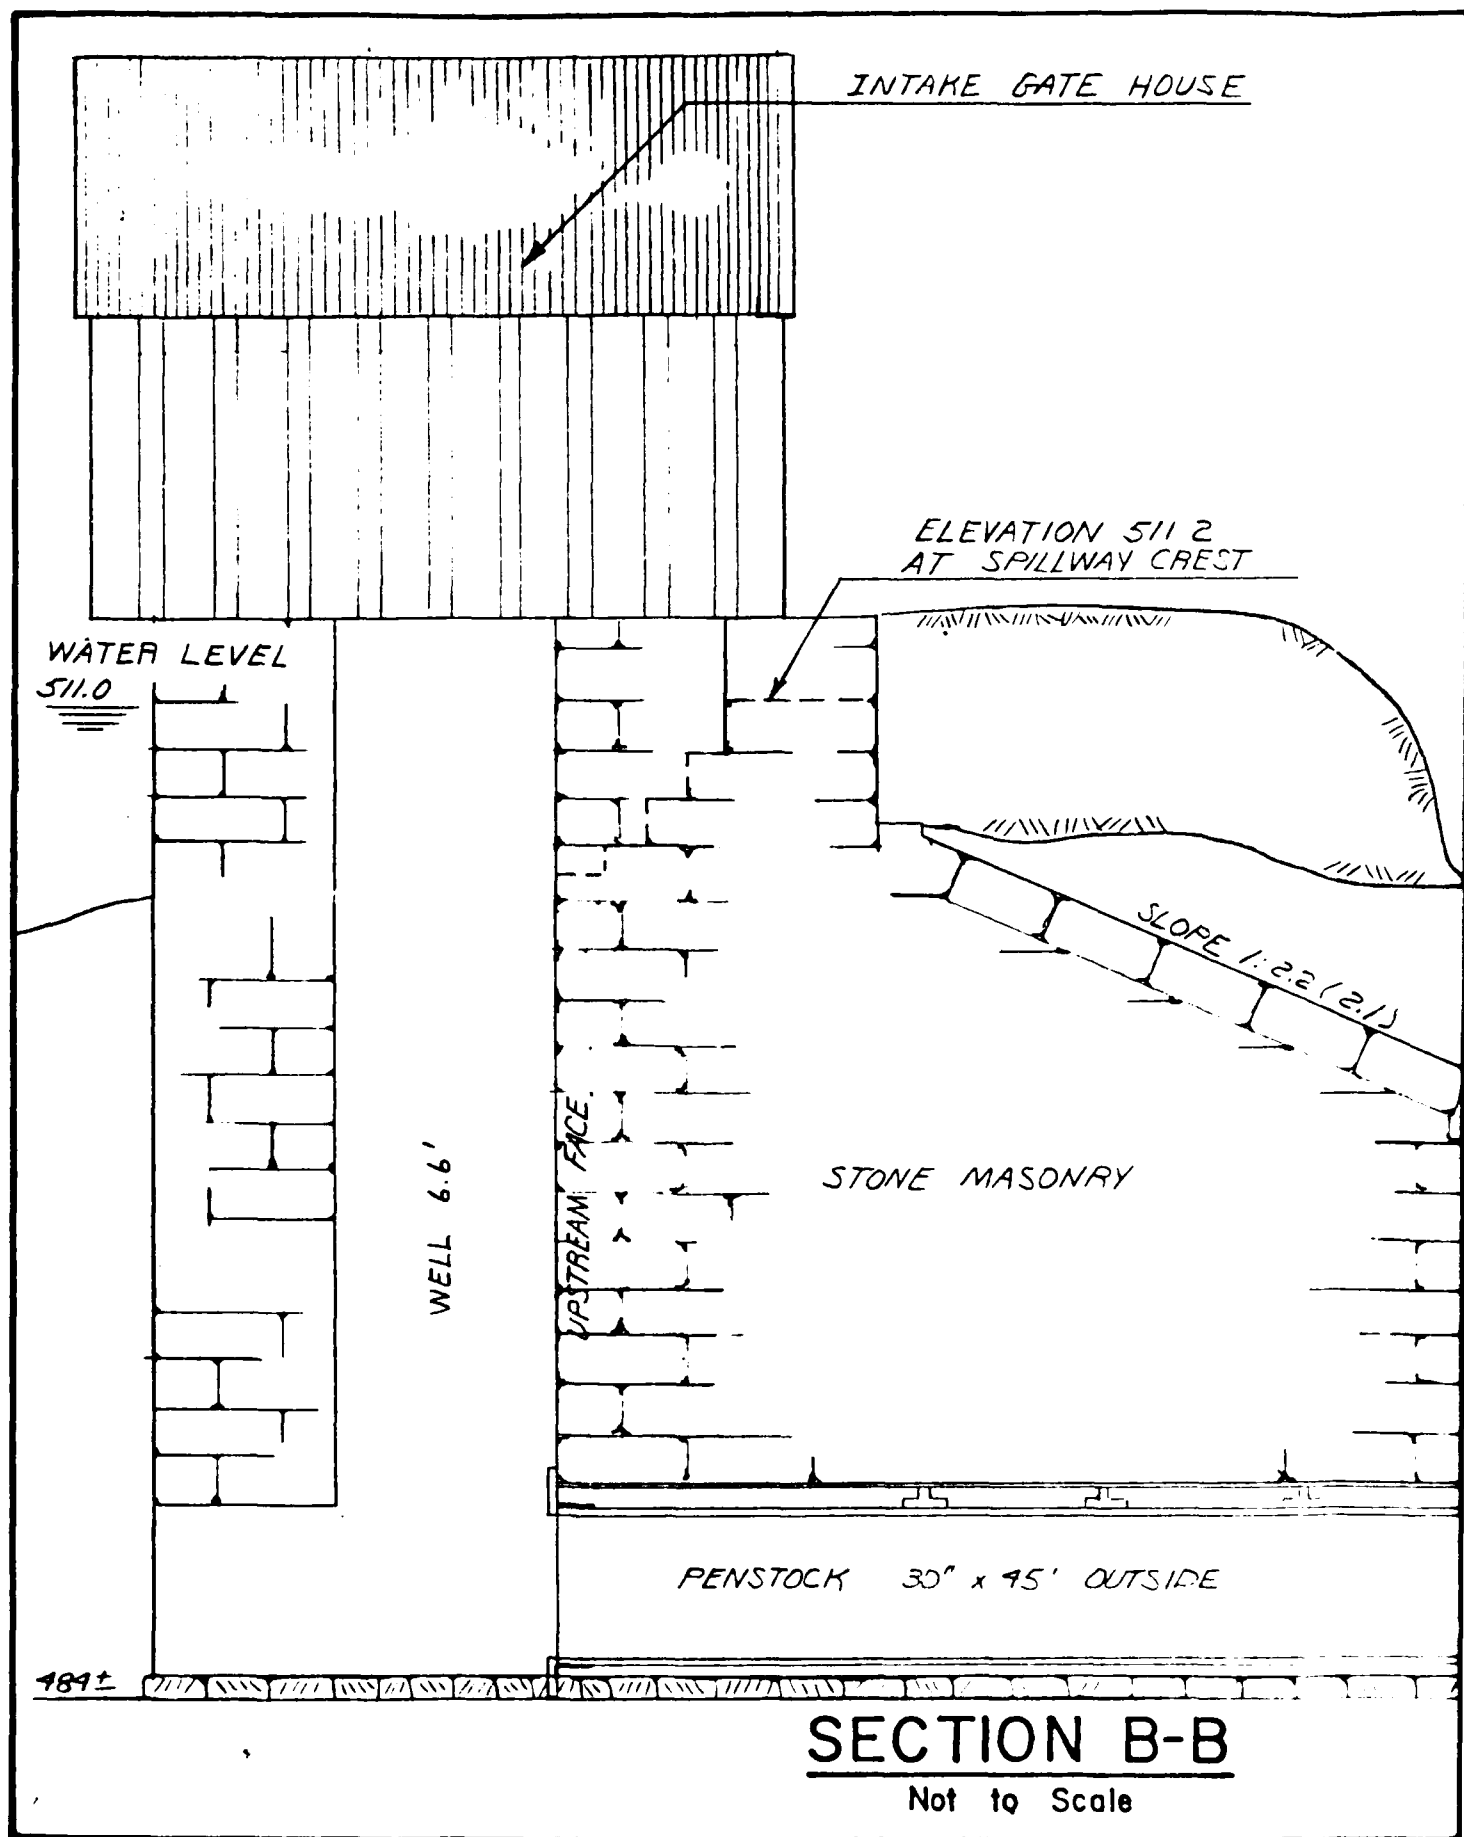 INTAKE GATE HOUSE
ELEVATION 511 2
AT SPILLWAY CREST
WATER LEVEL
511.0
SLOPE 1:2.2 (2.1)
UPSTREAM FACE.
WELL 6.6'
STONE MASONRY
PENSTOCK 30" x 45' OUTSIDE
484±
SECTION B-B
Not to Scale